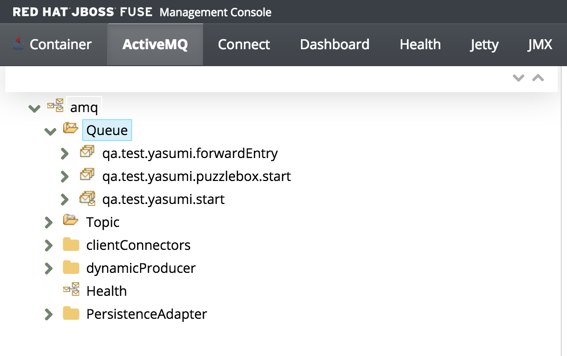 RED HAT JBOSS FUSE Management Console
Container ActiveMQ Connect Dashboard Health Jetty JMX
amq
Queue
qa.test.yasumi.forwardEntry
qa.test.yasumi.puzzlebox.start
qa.test.yasumi.start
Topic
clientConnectors
dynamicProducer
Health
PersistenceAdapter